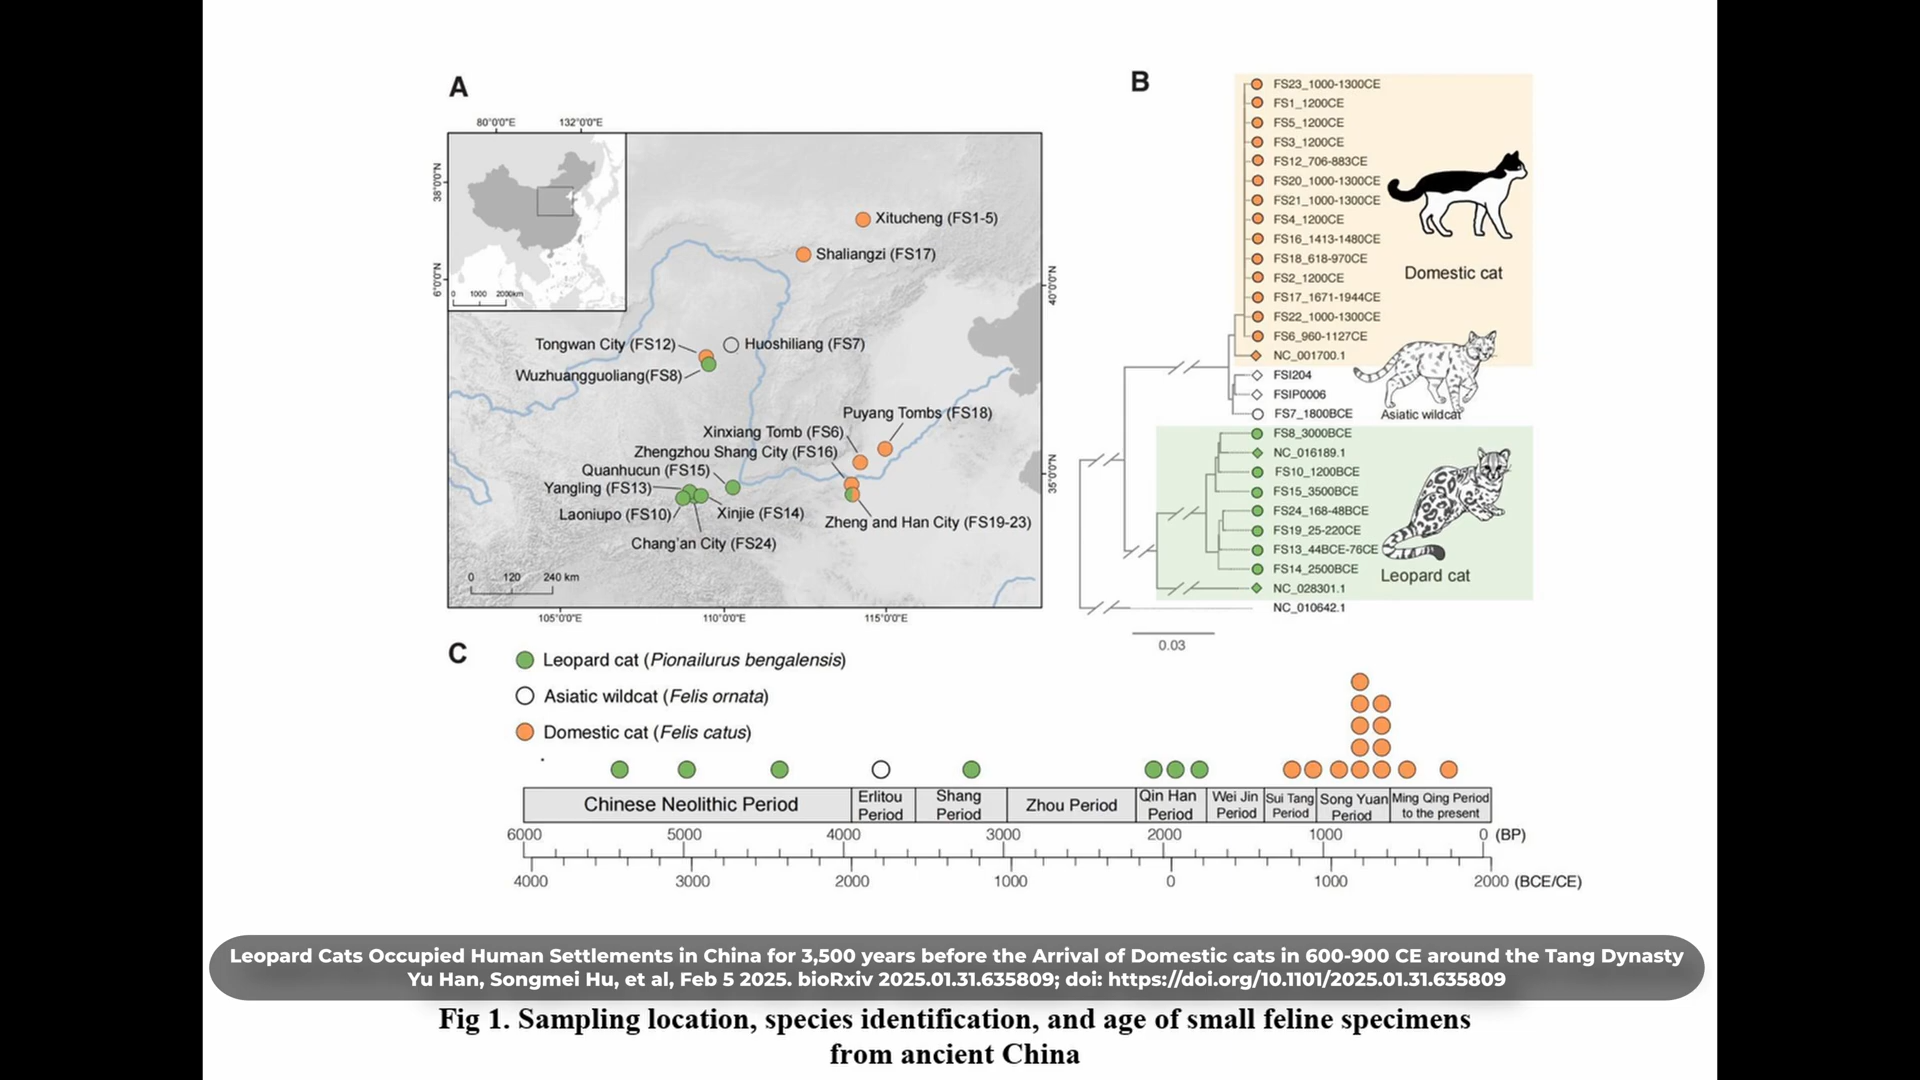 A
80°0'0"E
132°0'0"E
38°0'0"N
6°0'0"N
0 1000 2000km
Xitucheng (FS1-5)
Shaliangzi (FS17)
40°0'0"N
Tongwan City (FS12)
Huoshiliang (FS7)
Wuzhuangguoliang(FS8)
Puyang Tombs (FS18)
Xinxiang Tomb (FS6)
Zhengzhou Shang City (FS16)
Quanhucun (FS15)
35°0'0"N
Yangling (FS13)
Laoniupo (FS10)
Xinjie (FS14)
Zheng and Han City (FS19-23)
Chang'an City (FS24)
0 120 240 km
105°0'0"E
110°0'0"E
115°0'0"E
B
FS23_1000-1300CE
FS1_1200CE
FS5_1200CE
FS3_1200CE
FS12_706-883CE
FS20_1000-1300CE
FS21_1000-1300CE
FS4_1200CE
FS16_1413-1480CE
FS18_618-970CE
FS2_1200CE
FS17_1671-1944CE
FS22_1000-1300CE
FS6_960-1127CE
NC_001700.1
Domestic cat
FSI204
FSIP0006
FS7_1800BCE
Asiatic wildcat
FS8_3000BCE
NC_016189.1
FS10_1200BCE
FS15_3500BCE
FS24_168-48BCE
FS19_25-220CE
FS13_44BCE-76CE
FS14_2500BCE
NC_028301.1
Leopard cat
NC_010642.1
0.03
C
Leopard cat (Pionailurus bengalensis)
Asiatic wildcat (Felis ornata)
Domestic cat (Felis catus)
Chinese Neolithic Period
Erlitou
Period
Shang
Period
Zhou Period
Qin Han
Period
Wei Jin
Period
Sui Tang
Period
Song Yuan
Period
Ming Qing Period
to the present
6000 5000 4000 3000 2000 1000 0 (BP)
4000 3000 2000 1000 0 1000 2000 (BCE/CE)
Leopard Cats Occupied Human Settlements in China for 3,500 years before the Arrival of Domestic cats in 600-900 CE around the Tang Dynasty
Yu Han, Songmei Hu, et al, Feb 5 2025. bioRxiv 2025.01.31.635809; doi: https://doi.org/10.1101/2025.01.31.635809
Fig 1. Sampling location, species identification, and age of small feline specimens
from ancient China